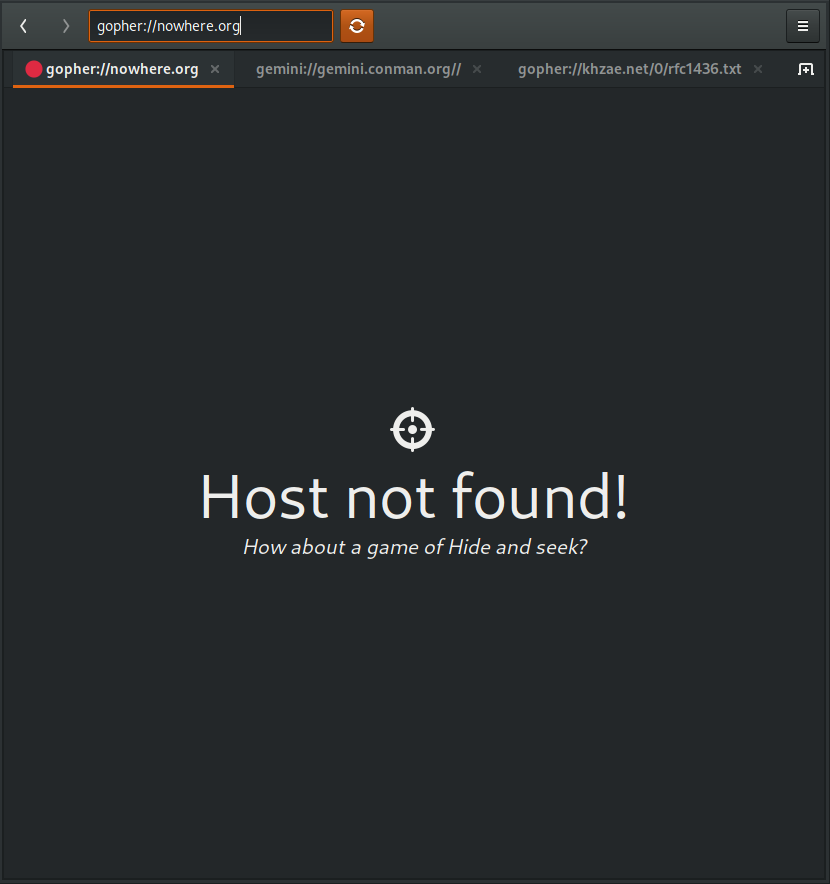 gopher://nowhere.org
gopher://nowhere.org gemini://gemini.conman.org// gopher://khzae.net/0/rfc1436.txt
Host not found!
How about a game of Hide and seek?